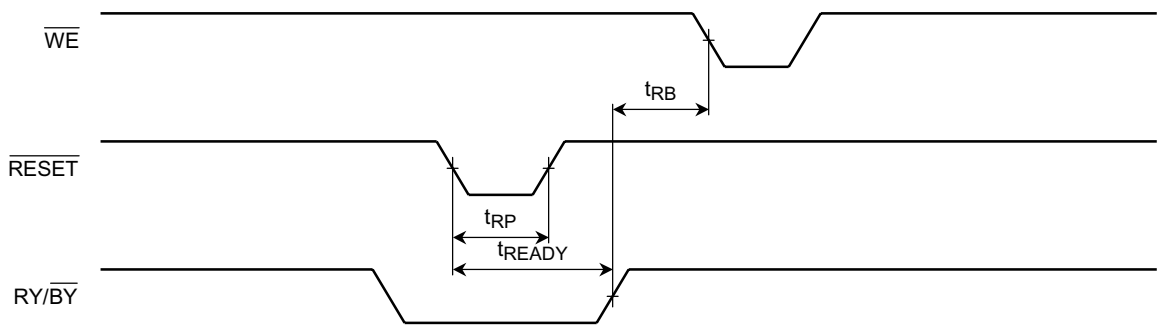 WE
tRB
RESET
tRP
tREADY
RY/BY